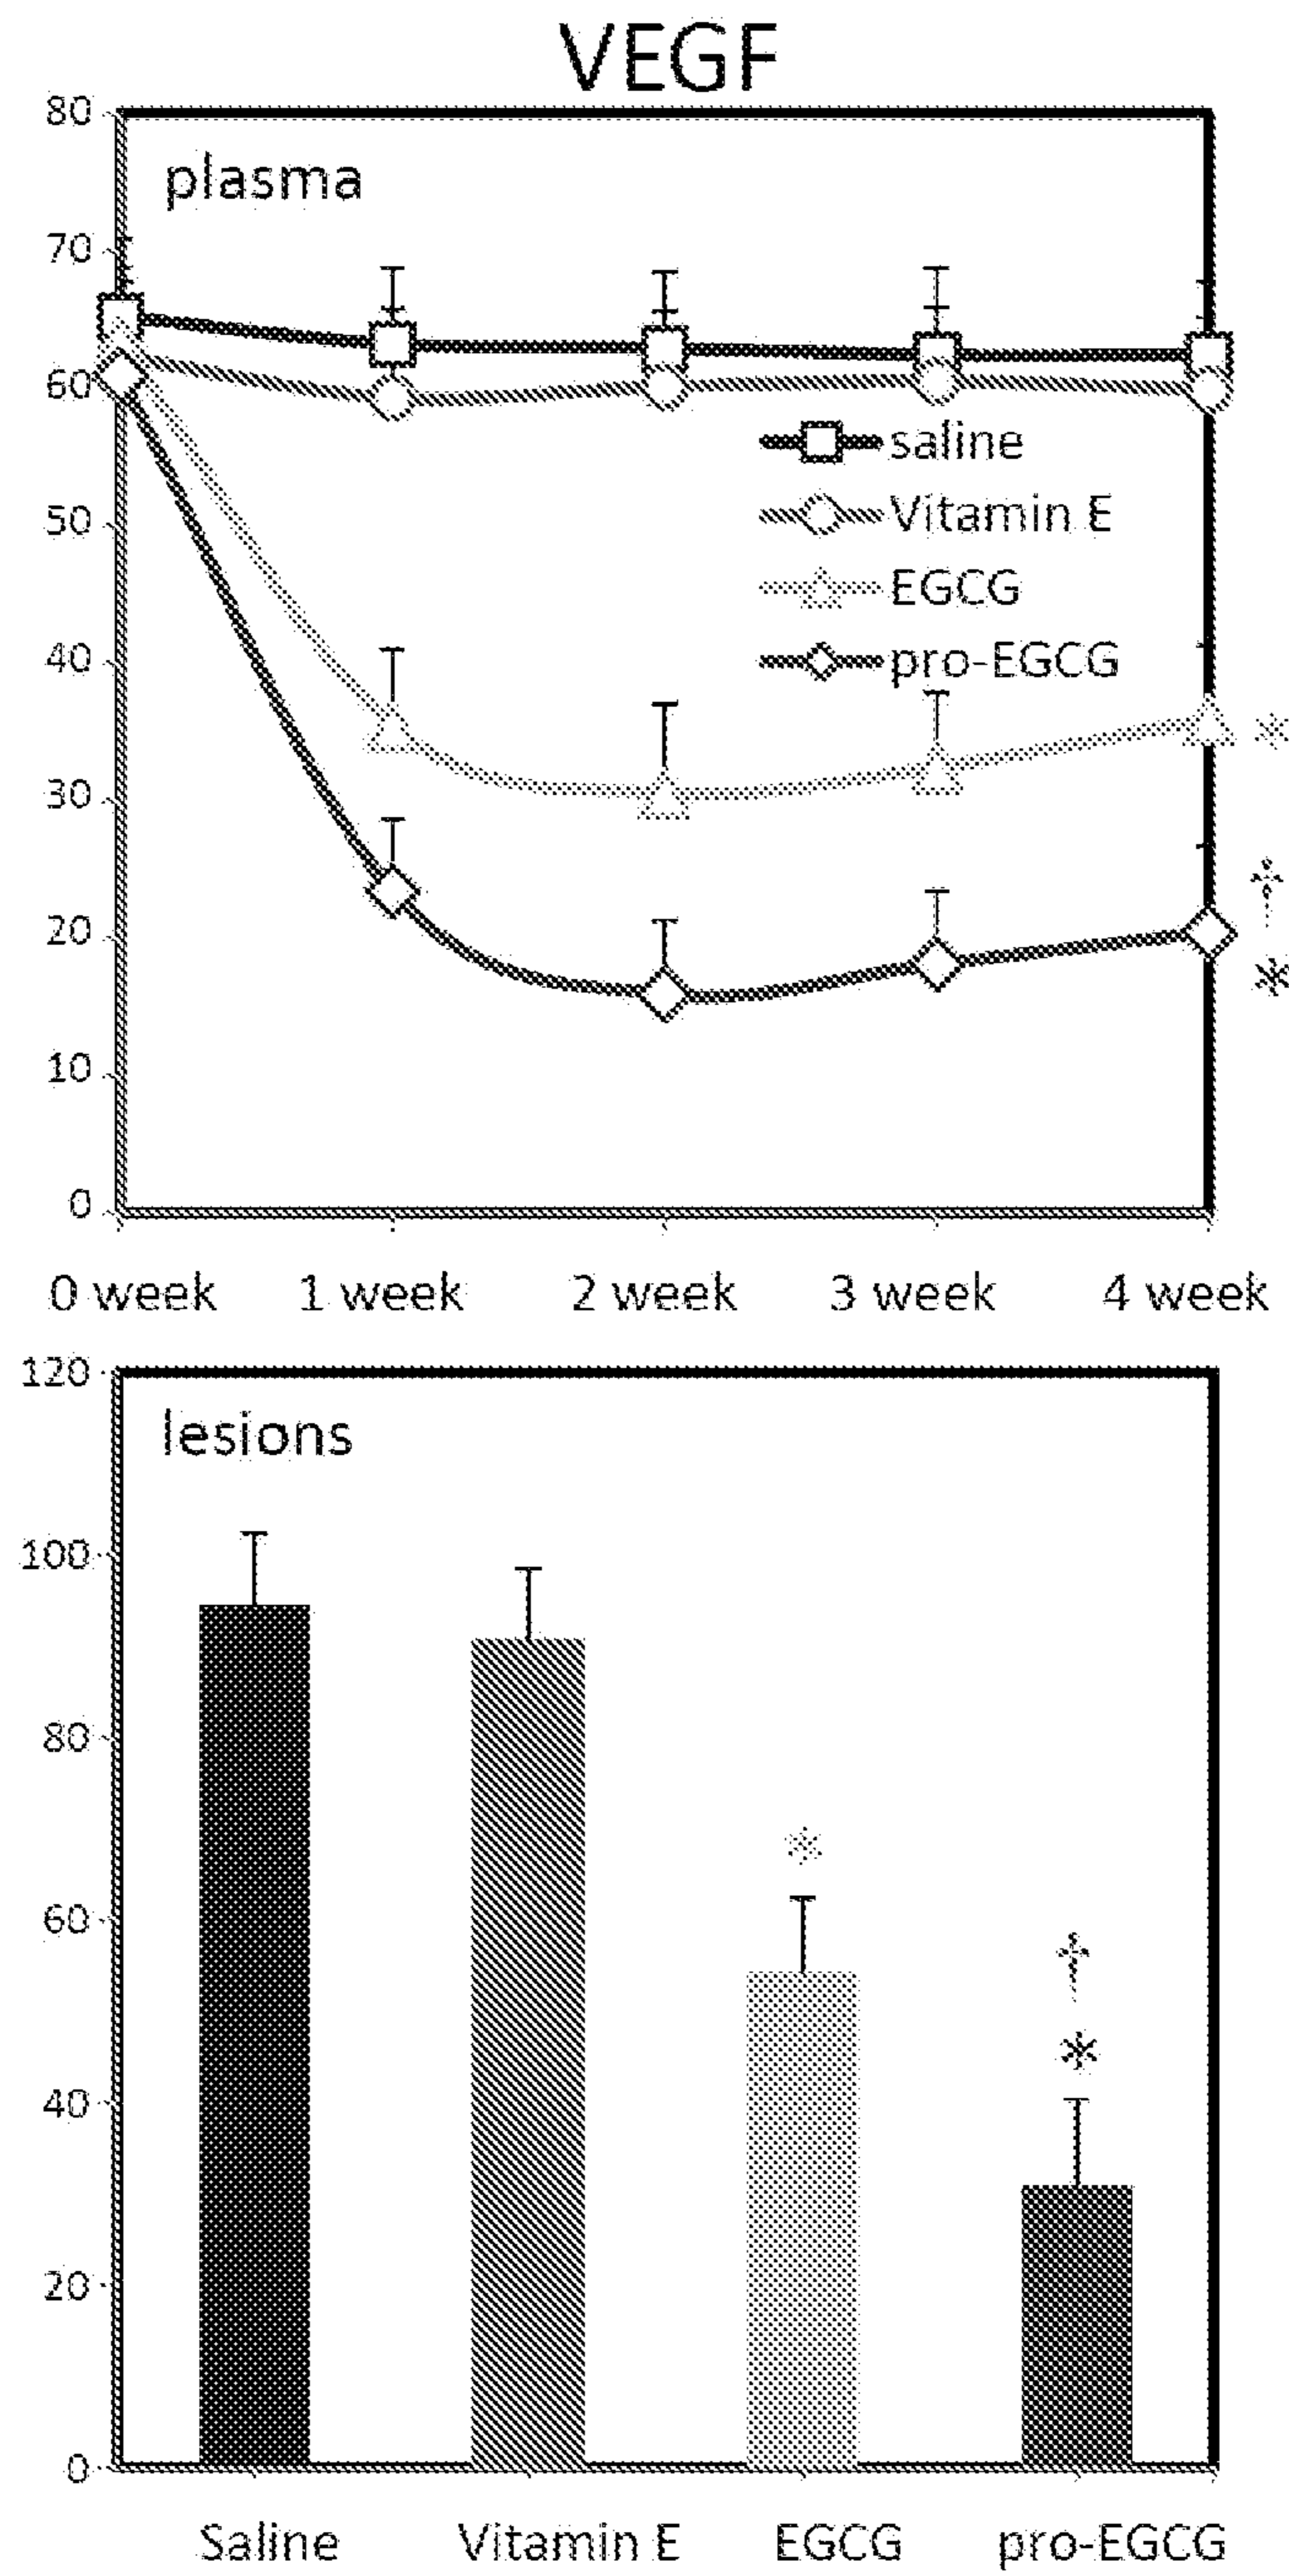 VEGF
80
plasma
70
60
saline
Vitamin E
50
EGCG
40
pro-EGCG
*
30
†
20
*
10
0
0 week 1 week 2 week 3 week 4 week
120
lesions
100
80
*
60
†
*
40
20
0
Saline Vitamin E EGCG pro-EGCG